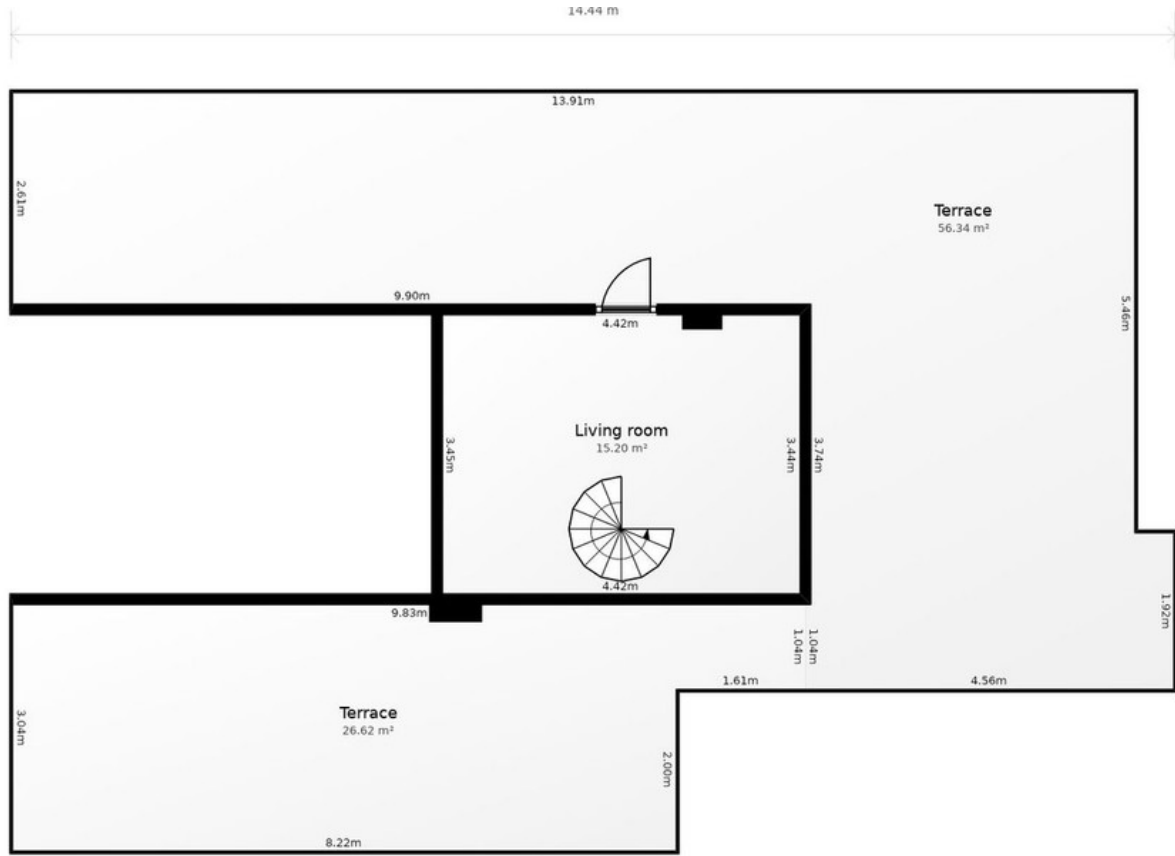 14.44 m
13.91m
2.61m
Terrace
56.34 m²
5.46m
9.90m
4.42m
Living room
15.20 m²
3.45m
3.44m
3.74m
4.42m
9.83m
1.92m
1.04m
1.04m
1.61m
4.56m
Terrace
26.62 m²
3.04m
2.00m
8.22m